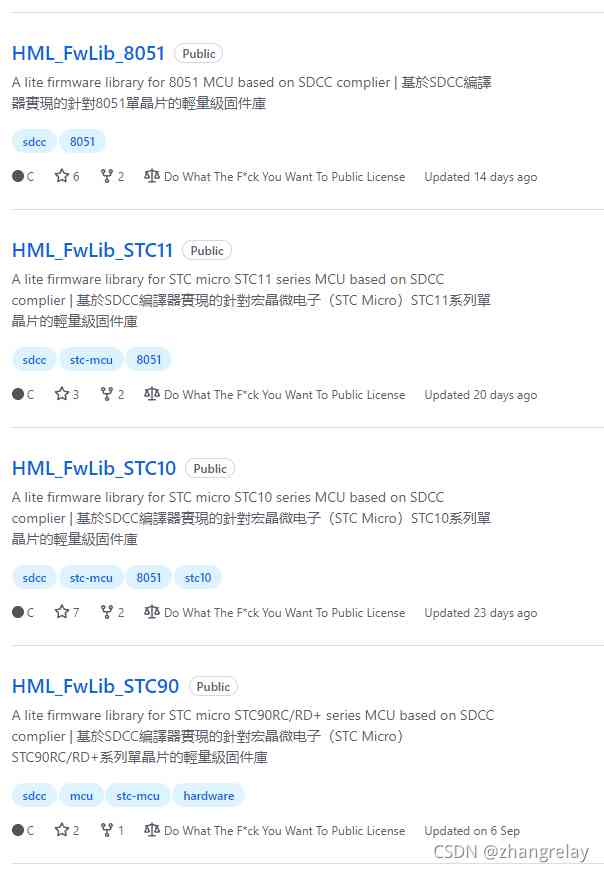 HML_FwLib_8051 Public
A lite firmware library for 8051 MCU based on SDCC complier | 基於SDCC編譯
器實現的針對8051單晶片的輕量級固件庫
sdcc 8051
C 6 2 Do What The F*ck You Want To Public License Updated 14 days ago
HML_FwLib_STC11 Public
A lite firmware library for STC micro STC11 series MCU based on SDCC
complier | 基於SDCC編譯器實現的針對宏晶微电子（STC Micro）STC11系列單
晶片的輕量級固件庫
sdcc stc-mcu 8051
C 3 2 Do What The F*ck You Want To Public License Updated 20 days ago
HML_FwLib_STC10 Public
A lite firmware library for STC micro STC10 series MCU based on SDCC
complier | 基於SDCC編譯器實現的針對宏晶微电子（STC Micro）STC10系列單
晶片的輕量級固件庫
sdcc stc-mcu 8051 stc10
C 7 2 Do What The F*ck You Want To Public License Updated 23 days ago
HML_FwLib_STC90 Public
A lite firmware library for STC micro STC90RC/RD+ series MCU based on SDCC
complier | 基於SDCC編譯器實現的針對宏晶微电子（STC Micro）
STC90RC/RD+系列單晶片的輕量級固件庫
sdcc mcu stc-mcu hardware
C 2 1 Do What The F*ck You Want To Public License Updated on 6 Sep
CSDN @zhangrelay